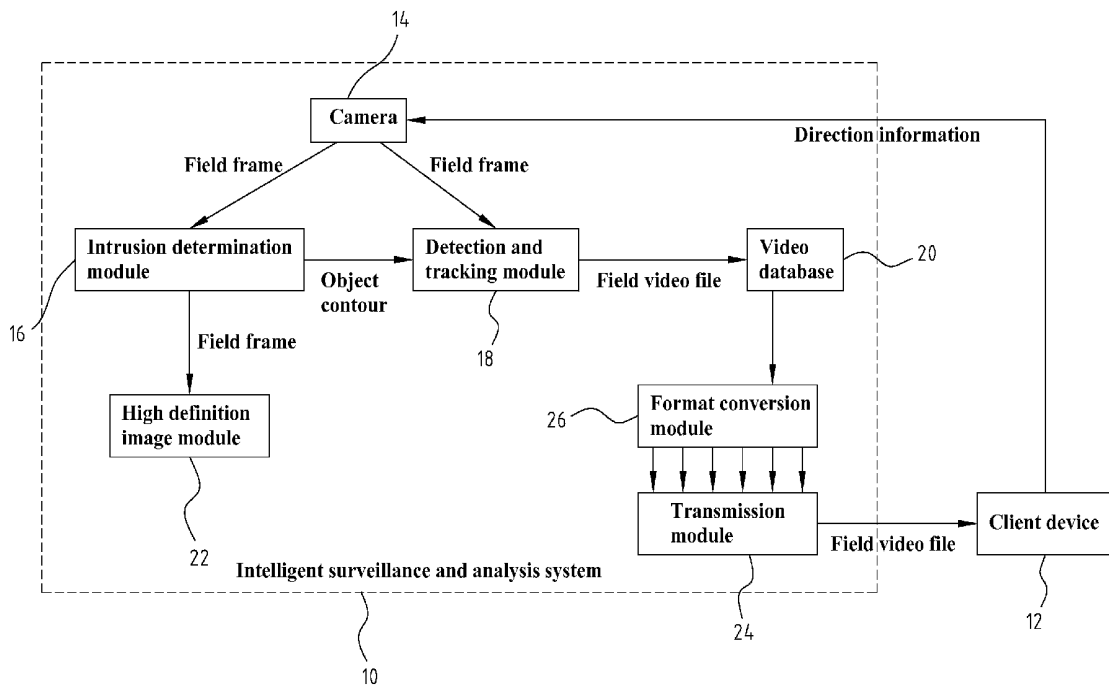 14
Camera
Direction information
Field frame
Field frame
Intrusion determination
module
Detection and
tracking module
Video
database
20
Object
contour
Field video file
16
18
Field frame
High definition
image module
26
Format conversion
module
Transmission
module
Client device
22
Field video file
Intelligent surveillance and analysis system
24
12
10